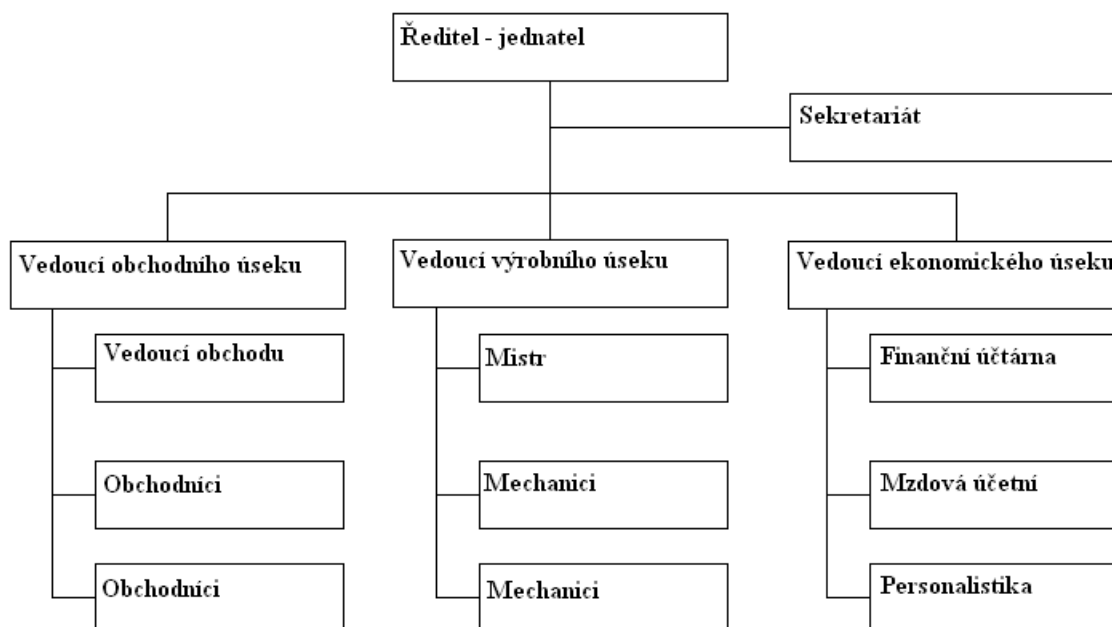 Ředitel - jednatel
Sekretariát
Vedoucí obchodního úseku
Vedoucí výrobního úseku
Vedoucí ekonomického úseku
Vedoucí obchodu
Mistr
Finanční účtárna
Obchodníci
Mechanici
Mzdová účetní
Obchodníci
Mechanici
Personalistika